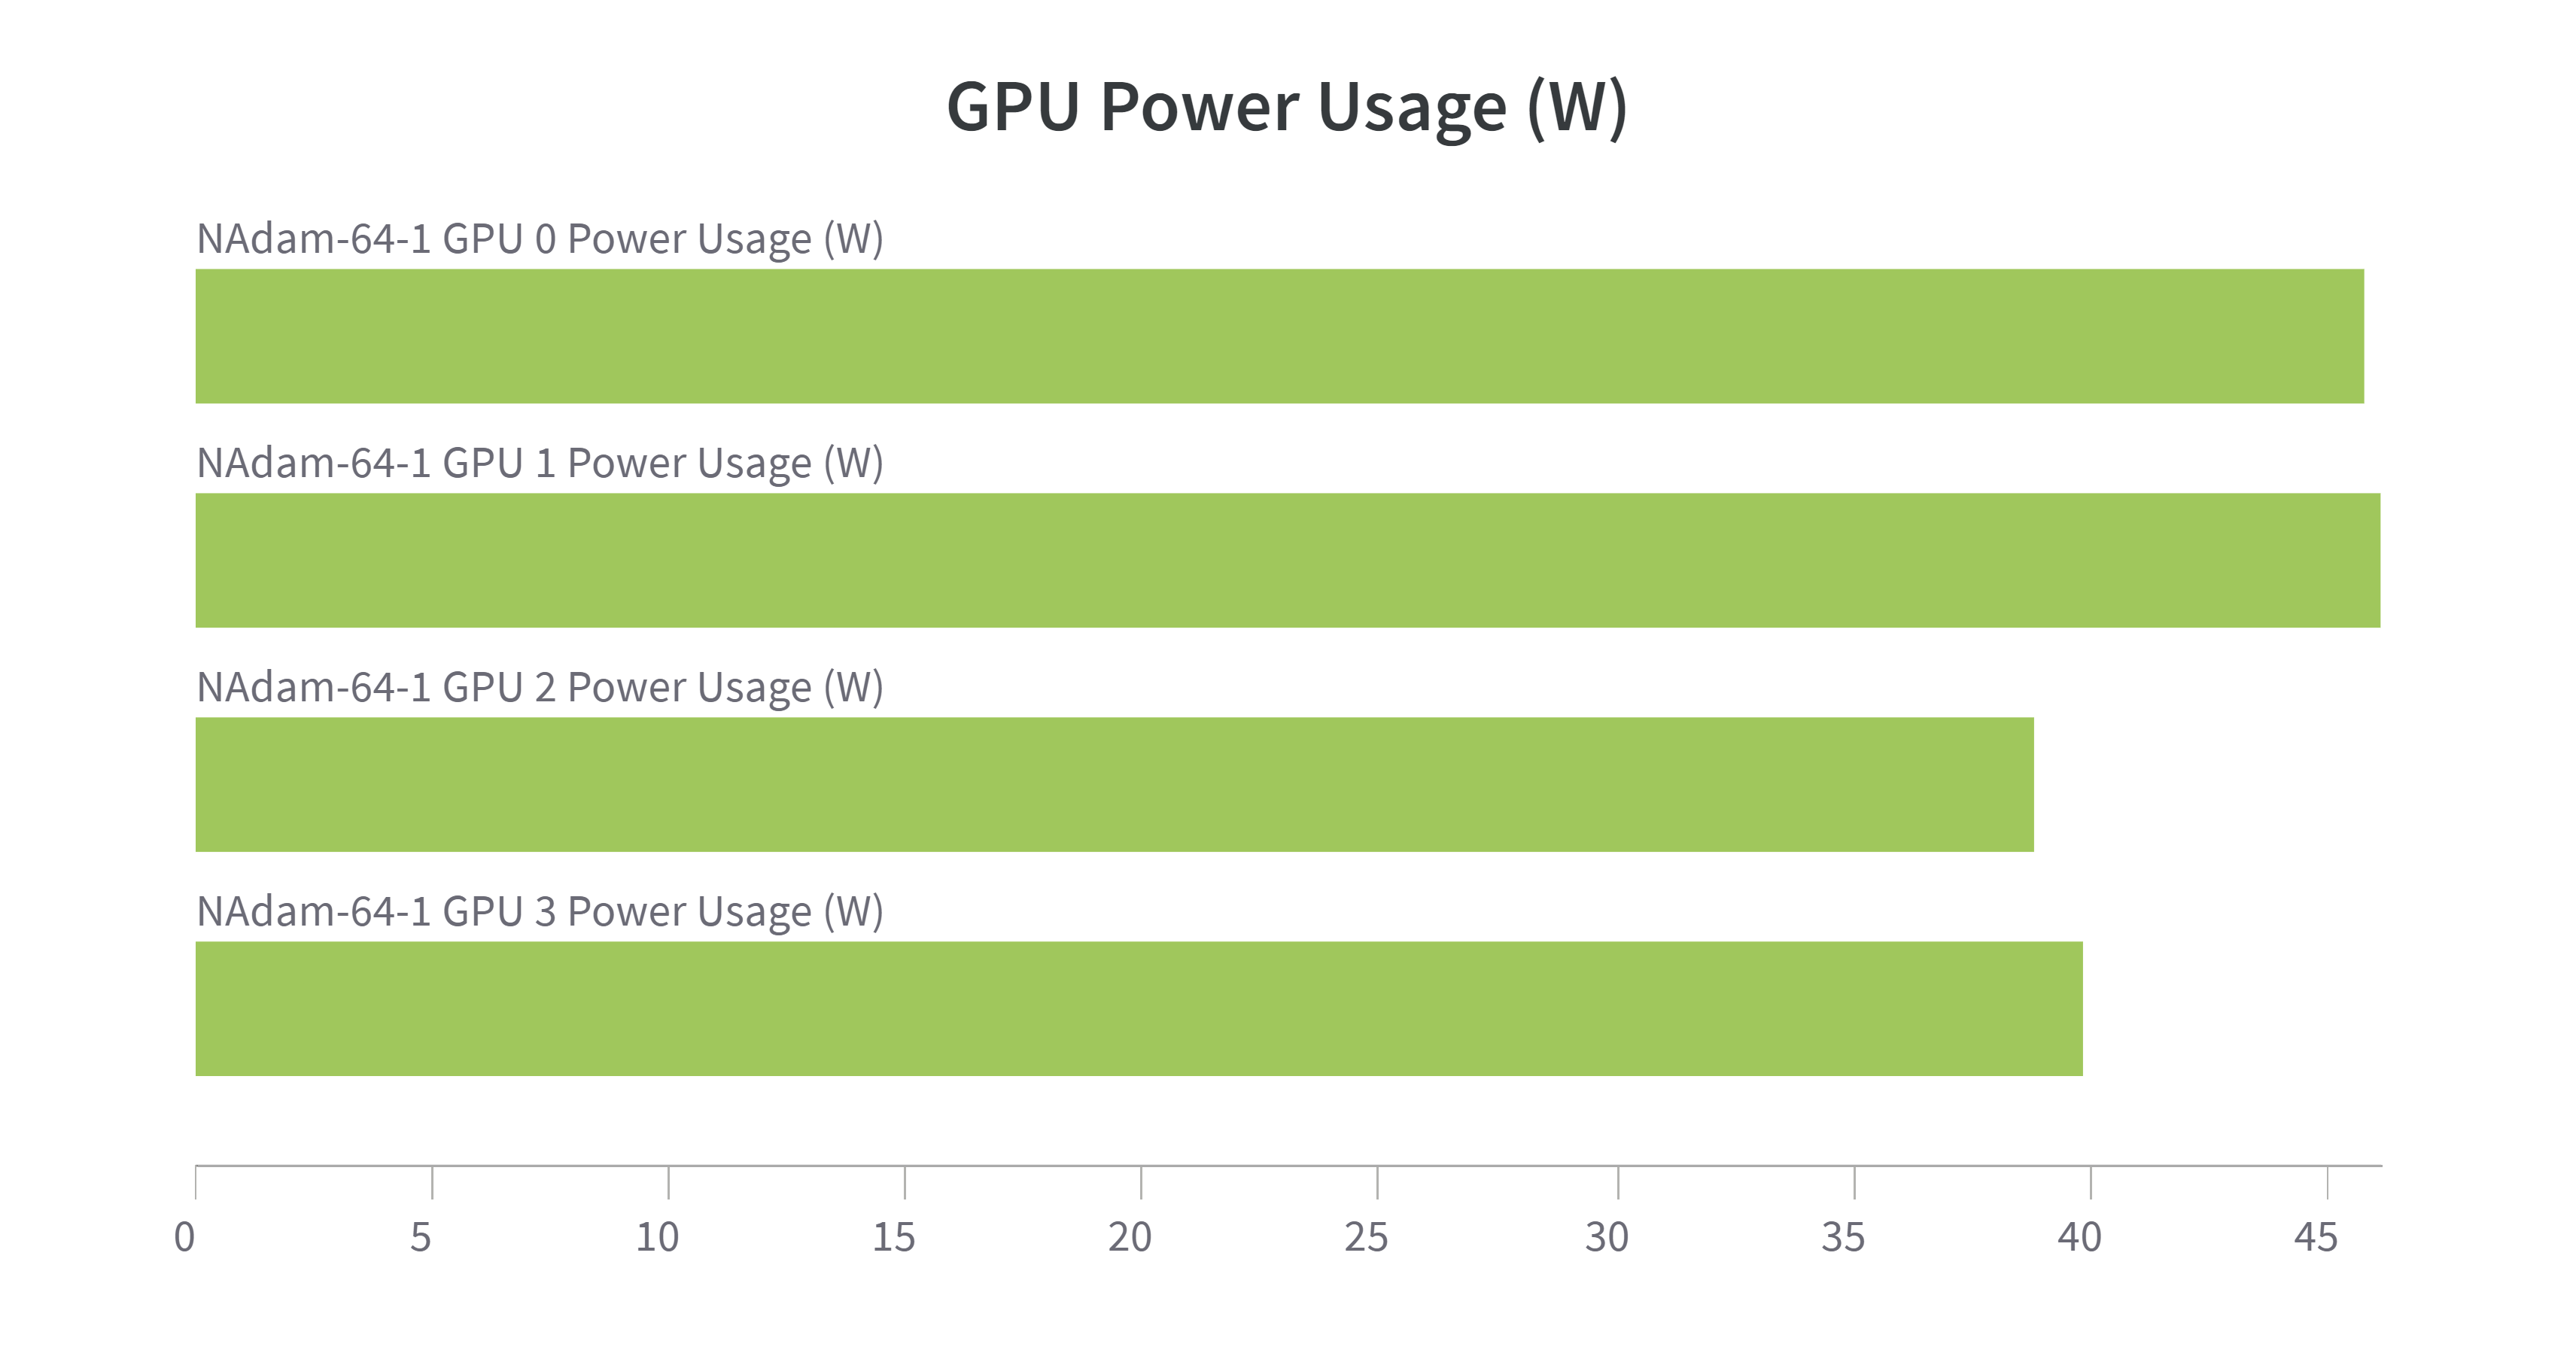 GPU Power Usage (W)
NAdam-64-1 GPU 0 Power Usage (W)
NAdam-64-1 GPU 1 Power Usage (W)
NAdam-64-1 GPU 2 Power Usage (W)
NAdam-64-1 GPU 3 Power Usage (W)
0 5 10 15 20 25 30 35 40 45